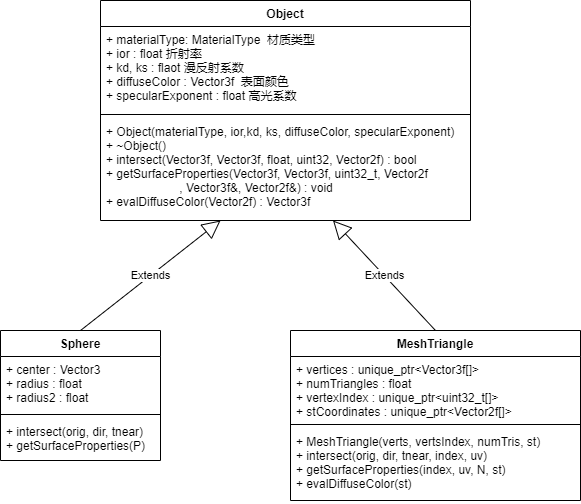 Object
+ materialType: MaterialType 材质类型
+ ior : float 折射率
+ kd, ks : flaot 漫反射系数
+ diffuseColor : Vector3f 表面颜色
+ specularExponent : float 高光系数
+ Object(materialType, ior,kd, ks, diffuseColor, specularExponent)
+ ~Object()
+ intersect(Vector3f, Vector3f, float, uint32, Vector2f) : bool
+ getSurfaceProperties(Vector3f, Vector3f, uint32_t, Vector2f
, Vector3f&, Vector2f&) : void
+ evalDiffuseColor(Vector2f) : Vector3f
Extends
Extends
Sphere
+ center : Vector3
+ radius : float
+ radius2 : float
+ intersect(orig, dir, tnear)
+ getSurfaceProperties(P)
MeshTriangle
+ vertices : unique_ptr<Vector3f[]>
+ numTriangles : float
+ vertexIndex : unique_ptr<uint32_t[]>
+ stCoordinates : unique_ptr<Vector2f[]>
+ MeshTriangle(verts, vertsIndex, numTris, st)
+ intersect(orig, dir, tnear, index, uv)
+ getSurfaceProperties(index, uv, N, st)
+ evalDiffuseColor(st)